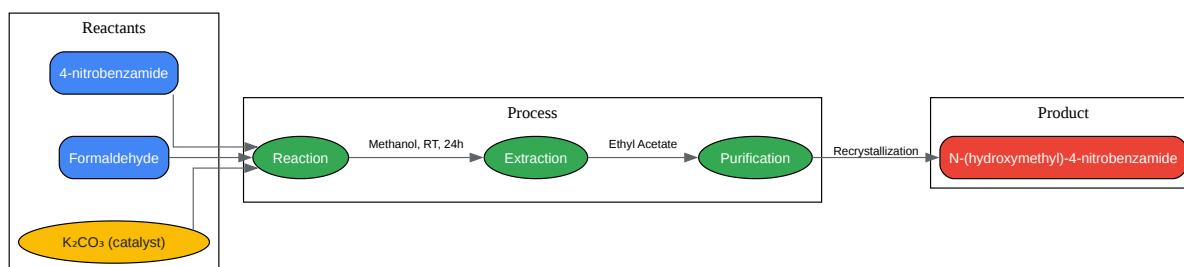 Reactants
4-nitrobenzamide
Formaldehyde
K₂CO₃ (catalyst)
Process
Reaction
Methanol, RT, 24h
Extraction
Ethyl Acetate
Purification
Recrystallization
Product
N-(hydroxymethyl)-4-nitrobenzamide